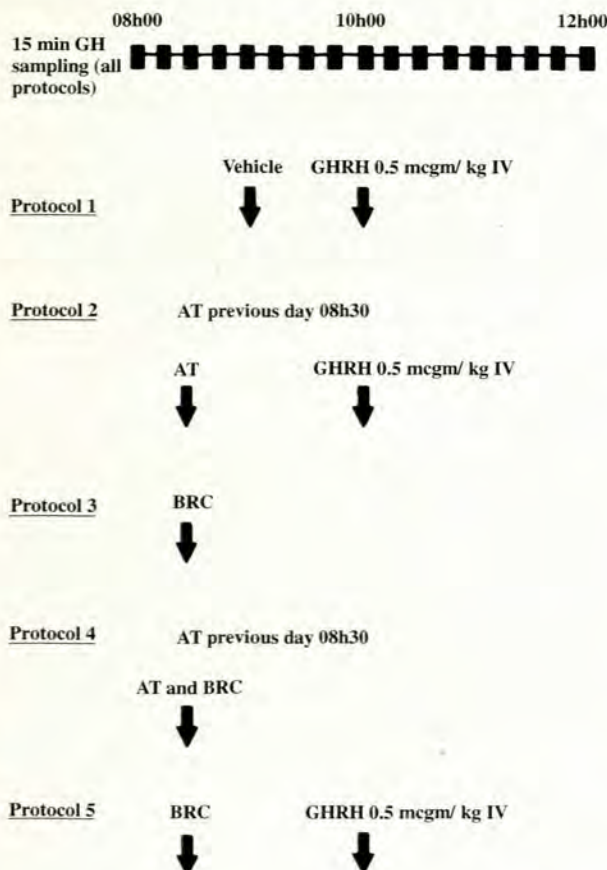 08h00 10h00 12h00
15 min GH
sampling (all
protocols)
Vehicle GHRH 0.5 mcgm/ kg IV
Protocol 1
Protocol 2 AT previous day 08h30
AT GHRH 0.5 mcgm/ kg IV
Protocol 3 BRC
Protocol 4 AT previous day 08h30
AT and BRC
Protocol 5 BRC GHRH 0.5 mcgm/ kg IV